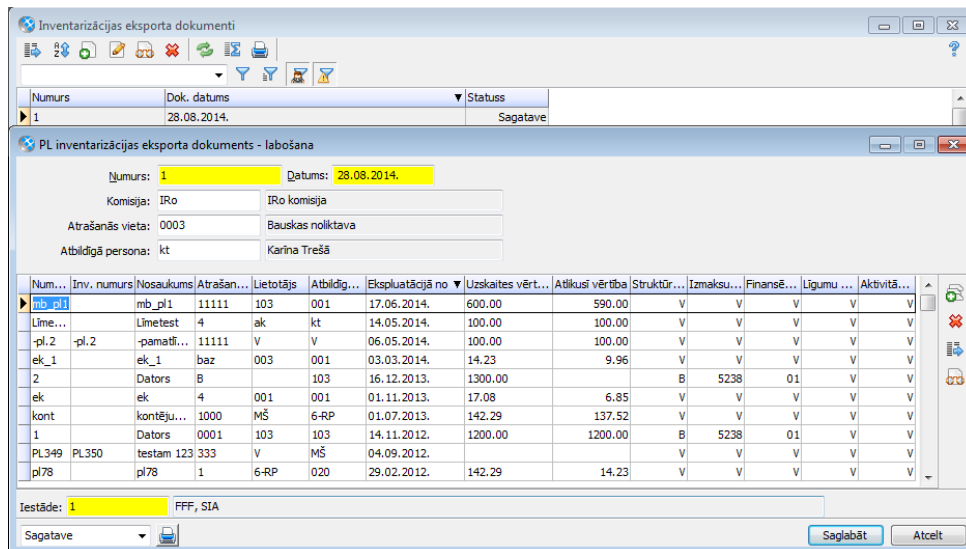 Inventarizācijas eksporta dokumenti
Numurs Dok. datums Statuss
1 28.08.2014. Sagatave
PL inventarizācijas eksporta dokuments - labošana
Numurs: 1 Datums: 28.08.2014.
Komisija: IRo IRo komisija
Atrašanās vieta: 0003 Bauskas noliktava
Atbildīgā persona: kt Karīna Trešā
Num... Inv. numurs Nosaukums Atrašan... Lietotājs Atbildīg... Ekspluatācijā no Uzskaites vērt... Atlikusī vērtība Struktūr... Izmaksu... Finansē... Līgumu ... Aktivitā...
mb_pl1 mb_pl1 11111 103 001 17.06.2014. 600.00 590.00 V V V V V
Līme... Līmetest 4 ak kt 14.05.2014. 100.00 100.00 V V V V V
-pl.2 -pl.2 -pamatlī... 11111 V V 06.05.2014. 100.00 100.00 V V V V V
ek_1 ek_1 baz 003 001 03.03.2014. 14.23 9.96 V V V V V
2 Dators B 103 16.12.2013. 1300.00 B 5238 01 V V
ek ek 4 001 001 01.11.2013. 17.08 6.85 V V V V V
kont kontēju... 1000 MŠ 6-RP 01.07.2013. 142.29 137.52 V V V V V
1 Dators 0001 103 103 14.11.2012. 1200.00 1200.00 B 5238 01 V V
PL349 PL350 testam 123 333 V MŠ 04.09.2012. V V V V V
pl78 pl78 1 6-RP 020 29.02.2012. 142.29 14.23 V V V V V
Iestāde: 1 FFF, SIA
Sagatave Saglabāt Atcelt